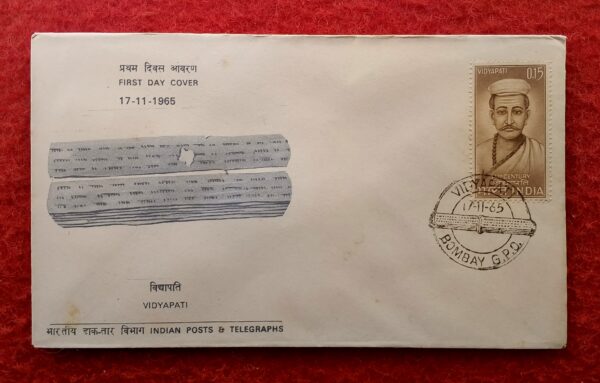 प्रथम दिवस आवरण
FIRST DAY COVER
17-11-1965
विद्यापति
VIDYAPATI
भारतीय डाक-तार विभाग INDIAN POSTS & TELEGRAPHS
VIDYAPATI 0.15
CENTURY
INDIA
17-11-65
BOMBAY G.P.O.